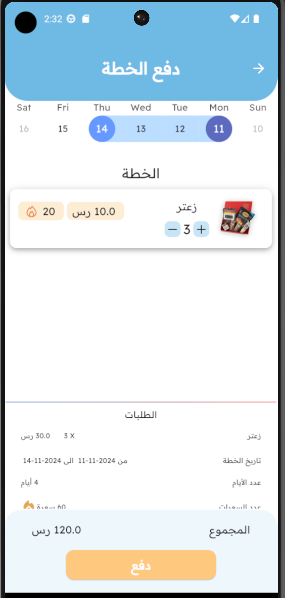 2:32
دفع الخطة
Sat Fri Thu Wed Tue Mon Sun
16 15 14 13 12 11 10
الخطة
زعتر
10.0 رس
20
− 3 +
الطلبات
زعتر 3 X 30.0 رس
تاريخ الخطة من 2024-11-11 الى 2024-11-14
عدد الأيام 4 أيام
عدد السعرات 60 سعرة
المجموع 120.0 رس
دفع